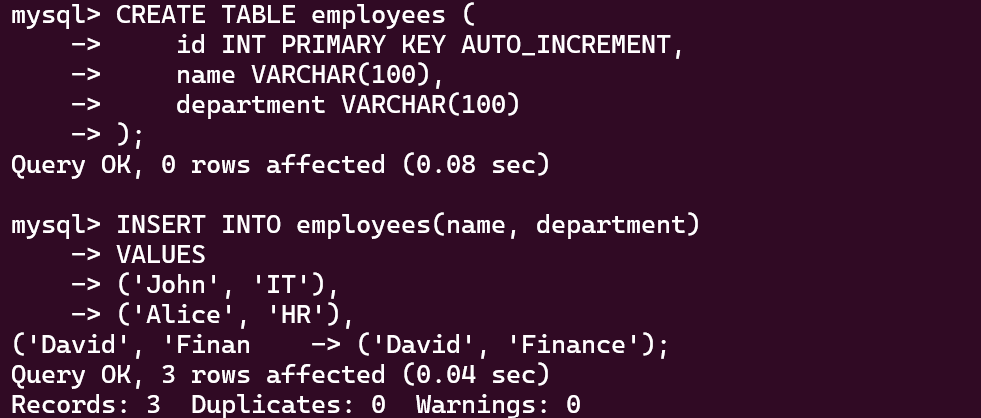 mysql> CREATE TABLE employees (
    ->     id INT PRIMARY KEY AUTO_INCREMENT,
    ->     name VARCHAR(100),
    ->     department VARCHAR(100)
    -> );
Query OK, 0 rows affected (0.08 sec)

mysql> INSERT INTO employees(name, department)
    -> VALUES
    -> ('John', 'IT'),
    -> ('Alice', 'HR'),
('David', 'Finan    -> ('David', 'Finance');
Query OK, 3 rows affected (0.04 sec)
Records: 3  Duplicates: 0  Warnings: 0